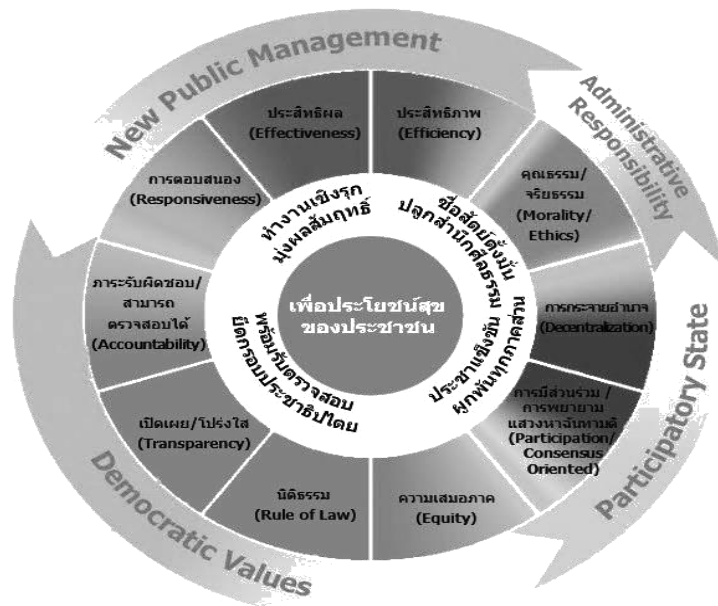 New Public Management
Administrative
Responsibility
Participatory State
Democratic Values
ประสิทธิผล
(Effectiveness)
ประสิทธิภาพ
(Efficiency)
คุณธรรม/
จริยธรรม
(Morality/
Ethics)
การกระจายอำนาจ
(Decentralization)
การมีส่วนร่วม /
การพยายาม
แสวงหาฉันทามติ
(Participation/
Consensus
Oriented)
ความเสมอภาค
(Equity)
นิติธรรม
(Rule of Law)
เปิดเผย/โปร่งใส
(Transparency)
ภาระรับผิดชอบ/
สามารถ
ตรวจสอบได้
(Accountability)
การตอบสนอง
(Responsiveness)
ทำงานเชิงรุก
มุ่งผลสัมฤทธิ์
ซื่อสัตย์ตั้งมั่น
ปลูกสำนึกศีลธรรม
ประชาแข็งขัน
ผูกพันทุกภาคส่วน
พร้อมรับตรวจสอบ
ยึดกรอบประชาธิปไตย
เพื่อประโยชน์สุข
ของประชาชน